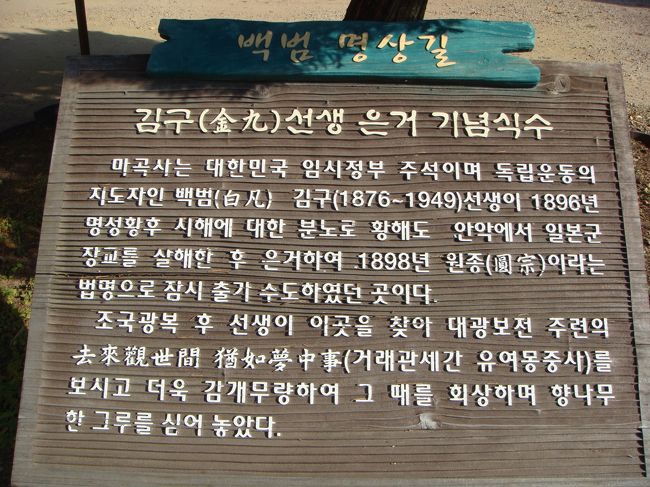 백범 명상길
김구(金九)선생 은거 기념식수
마곡사는 대한민국 임시정부 주석이며 독립운동의
지도자인 백범(白凡) 김구(1876~1949)선생이 1896년
명성황후 시해에 대한 분노로 황해도 안악에서 일본군
장교를 살해한 후 은거하여 1898년 원종(圓宗)이라는
법명으로 잠시 출가 수도하였던 곳이다.
조국광복 후 선생이 이곳을 찾아 대광보전 주련의
去來觀世間 猶如夢中事(거래관세간 유여몽중사)를
보시고 더욱 감개무량하여 그 때를 회상하며 향나무
한 그루를 심어 놓았다.